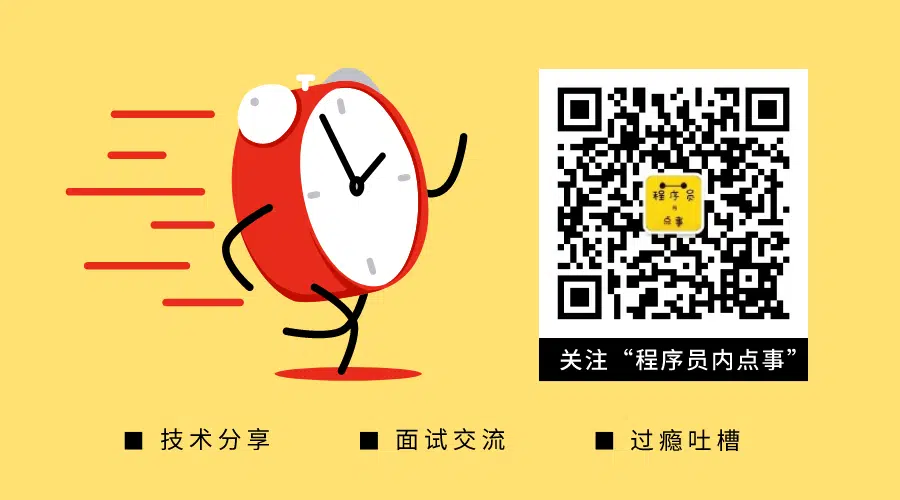 程序员
点事
关注“程序员内点事”
■ 技术分享
■ 面试交流
■ 过瘾吐槽